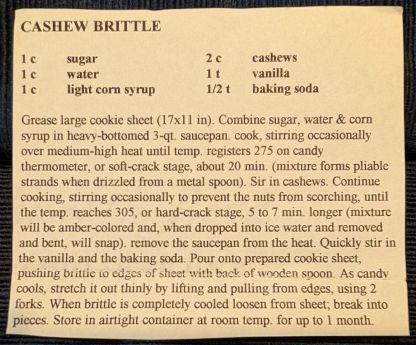 CASHEW BRITTLE
1 c sugar 2 c cashews
1 c water 1 t vanilla
1 c light corn syrup 1/2 t baking soda
Grease large cookie sheet (17x11 in). Combine sugar, water & corn
syrup in heavy-bottomed 3-qt. saucepan. cook, stirring occasionally
over medium-high heat until temp. registers 275 on candy
thermometer, or soft-crack stage, about 20 min. (mixture forms pliable
strands when drizzled from a metal spoon). Sir in cashews. Continue
cooking, stirring occasionally to prevent the nuts from scorching, until
the temp. reaches 305, or hard-crack stage, 5 to 7 min. longer (mixture
will be amber-colored and, when dropped into ice water and removed
and bent, will snap). remove the saucepan from the heat. Quickly stir in
the vanilla and the baking soda. Pour onto prepared cookie sheet,
pushing brittle to edges of sheet with back of wooden spoon. As candy
cools, stretch it out thinly by lifting and pulling from edges, using 2
forks. When brittle is completely cooled loosen from sheet; break into
pieces. Store in airtight container at room temp. for up to 1 month.